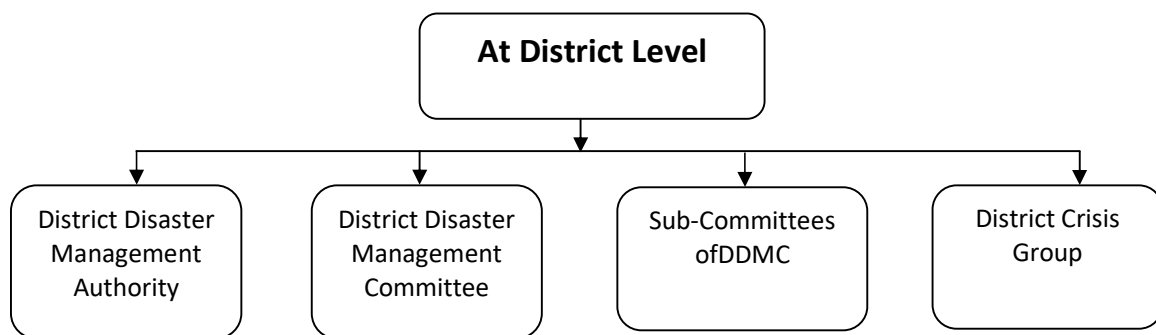 At District Level
District Disaster
Management
Authority
District Disaster
Management
Committee
Sub-Committees
ofDDMC
District Crisis
Group